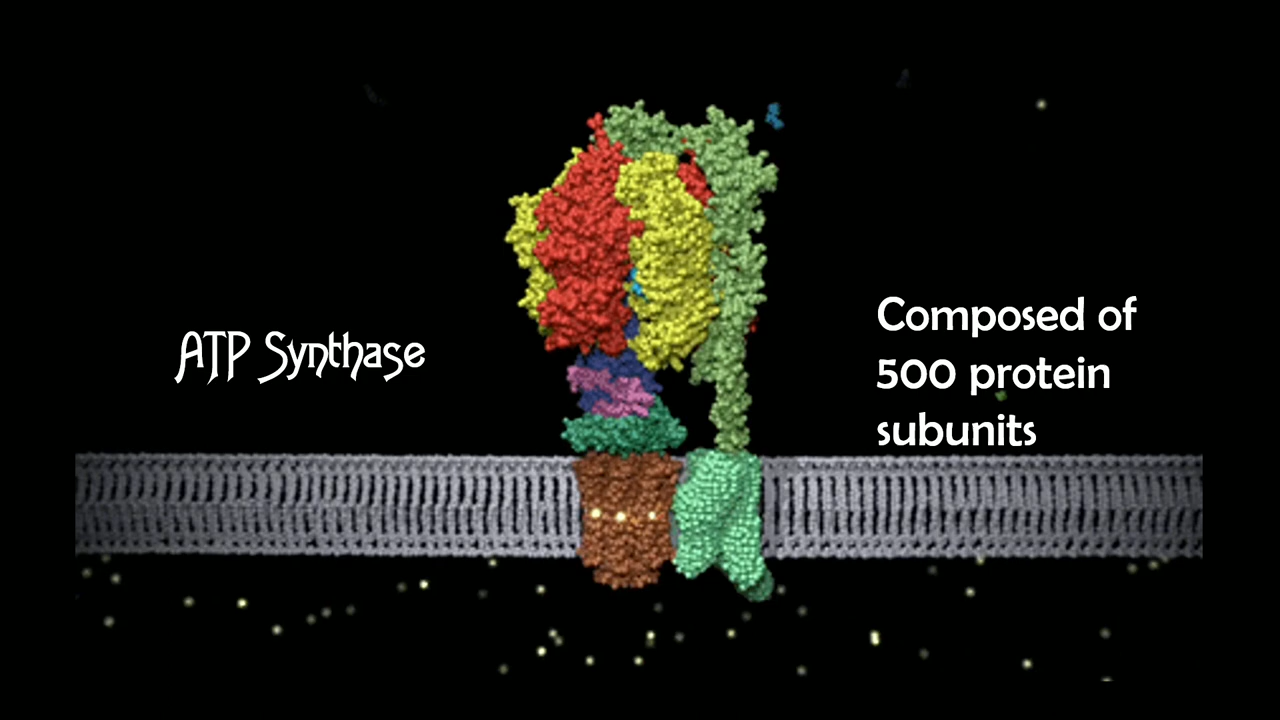 ATP Synthase
Composed of
500 protein
subunits